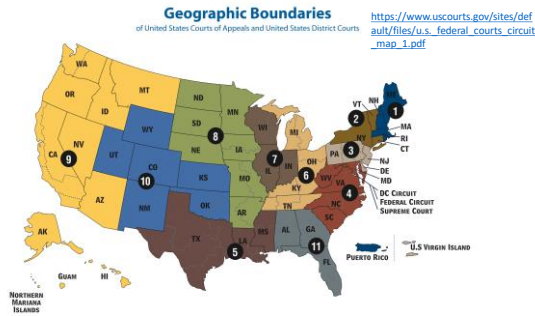 Geographic Boundaries
of United States Courts of Appeals and United States District Courts
https://www.uscourts.gov/sites/def
ault/files/u.s._federal_courts_circuit
_map_1.pdf
WA
OR
ID
MT
NV
CA
9
AZ
AK
GUAM
HI
NORTHERN
MARIANA
ISLANDS
WY
UT
CO
10
KS
NM
OK
ND
MN
SD
8
NE
IA
MO
AR
TX
LA
5
MS
WI
7
IL
IN
MI
OH
6
KY
TN
AL
GA
11
FL
WV
VA
4
NC
SC
PA
3
NJ
DE
MD
DC CIRCUIT
FEDERAL CIRCUIT
SUPREME COURT
VT
2
NY
CT
NH
ME
1
MA
RI
PUERTO RICO
U.S VIRGIN ISLAND